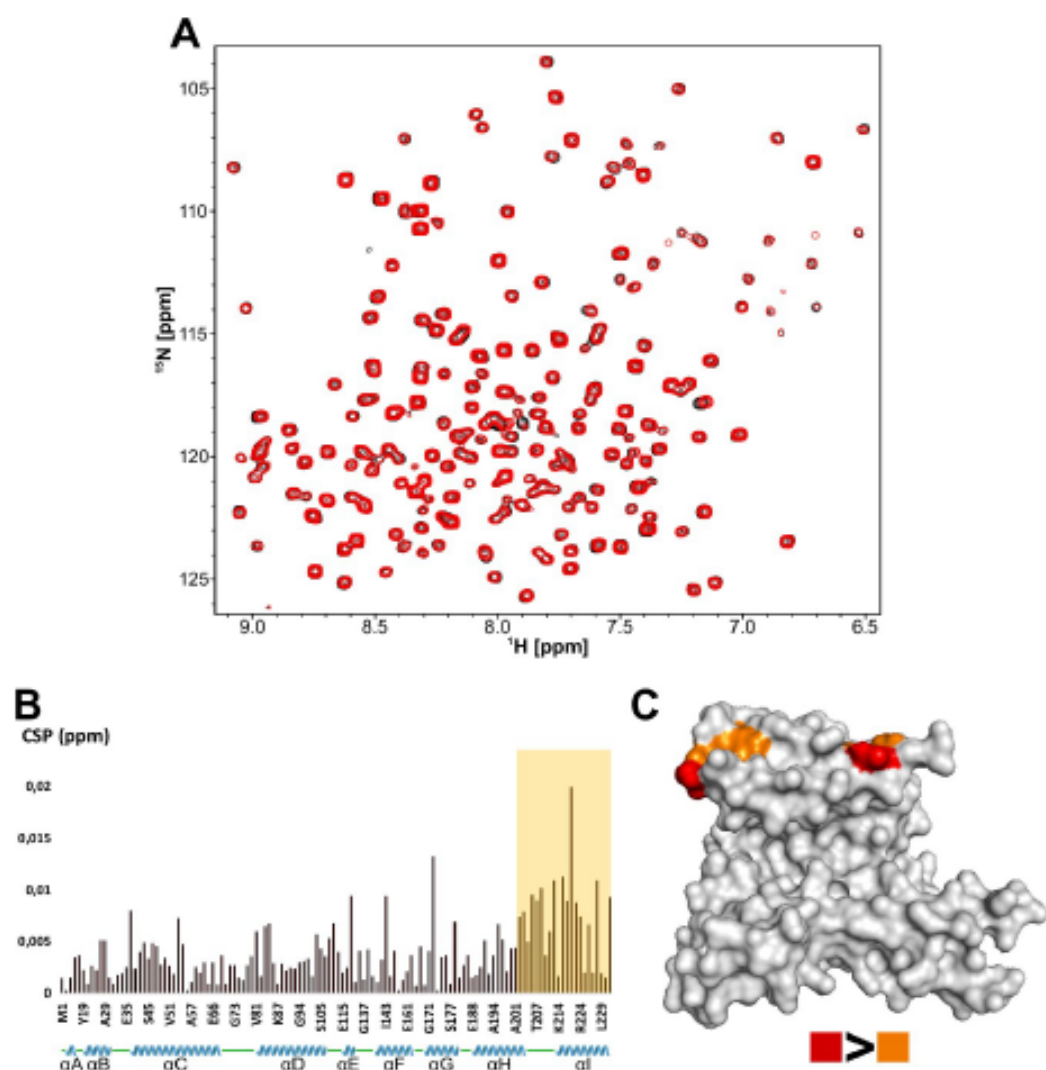 A
105
110
115
120
125
¹⁵N [ppm]
9.0 8.5 8.0 7.5 7.0 6.5
¹H [ppm]
B
CSP (ppm)
0,02
0,015
0,01
0,005
0
M1 Y19 A29 E35 S45 V51 A57 E66 G73 V81 K87 G94 S105 E115 G137 I143 E161 G171 S177 E188 A194 A201 T207 K214 R224 L229
αA αB αC αD αE αF αG αH αI
C
>